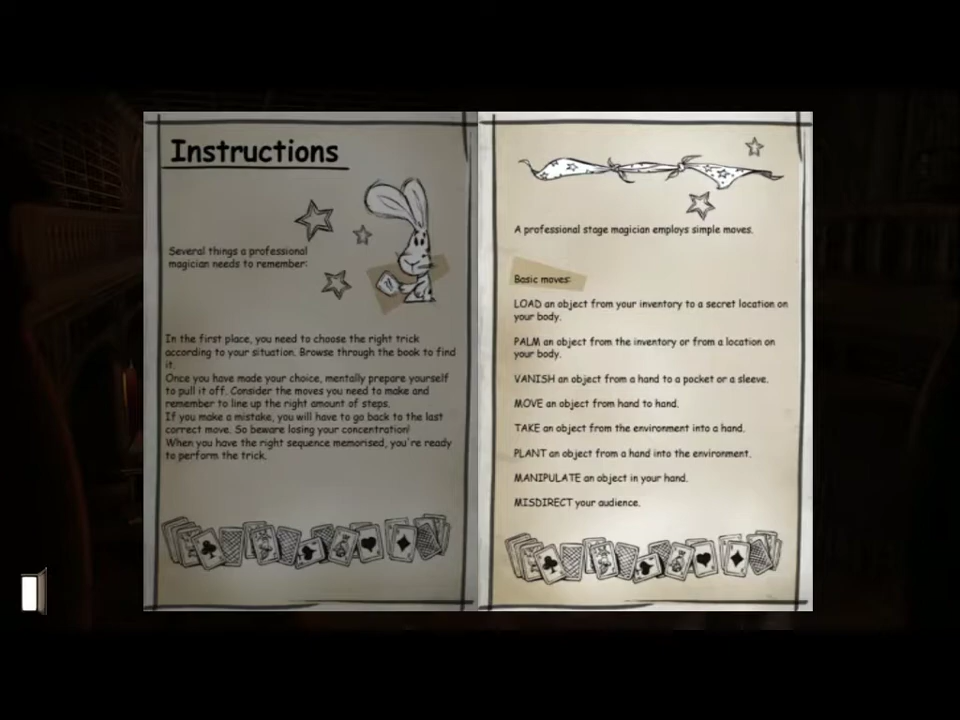 Instructions
Several things a professional
magician needs to remember:
In the first place, you need to choose the right trick
according to your situation. Browse through the book to find
it.
Once you have made your choice, mentally prepare yourself
to pull it off. Consider the moves you need to make and
remember to line up the right amount of steps.
If you make a mistake, you will have to go back to the last
correct move. So beware losing your concentration!
When you have the right sequence memorised, you're ready
to perform the trick.
A professional stage magician employs simple moves.
Basic moves:
LOAD an object from your inventory to a secret location on
your body.
PALM an object from the inventory or from a location on
your body.
VANISH an object from a hand to a pocket or a sleeve.
MOVE an object from hand to hand.
TAKE an object from the environment into a hand.
PLANT an object from a hand into the environment.
MANIPULATE an object in your hand.
MISDIRECT your audience.